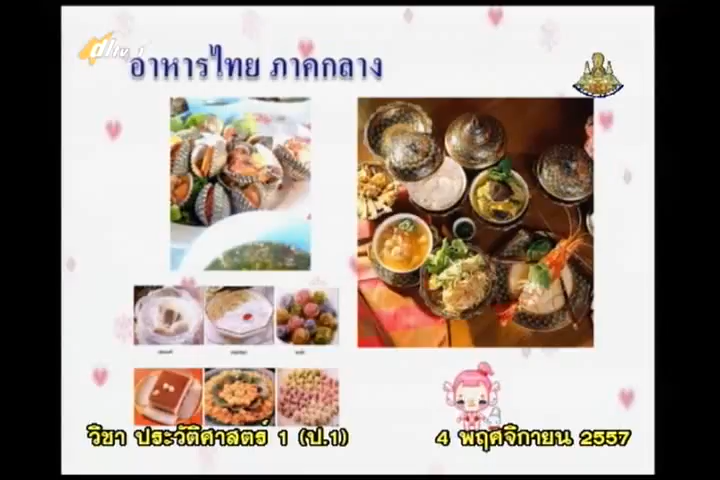 dltv 1
อาหารไทย ภาคกลาง
วิชา ประวัติศาสตร์ 1 (ป.1)
4 พฤศจิกายน 2557